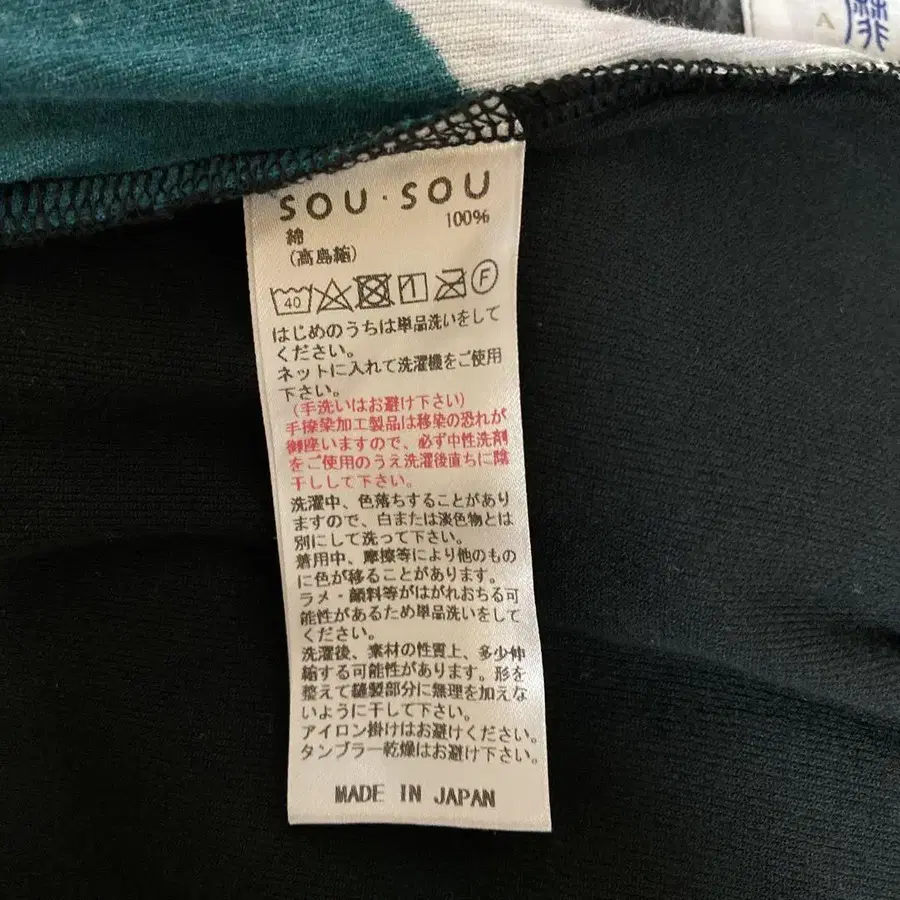 A
靡
SOU・SOU
綿 100%
(高島縮)
40 F
はじめのうちは単品洗いをして
ください。
ネットに入れて洗濯機をご使用
下さい。
(手洗いはお避け下さい)
手捺染加工製品は移染の恐れが
御座いますので、必ず中性洗剤
をご使用のうえ洗濯後直ちに陰
干しして下さい。
洗濯中、色落ちすることがあり
ますので、白または淡色物とは
別にして洗って下さい。
着用中、摩擦等により他のもの
に色が移ることがあります。
ラメ・顔料等がはがれおちる可
能性があるため単品洗いをして
ください。
洗濯後、素材の性質上、多少伸
縮する可能性があります。形を
整えて縫製部分に無理を加えな
いように干して下さい。
アイロン掛けはお避けください。
タンブラー乾燥はお避け下さい。
MADE IN JAPAN